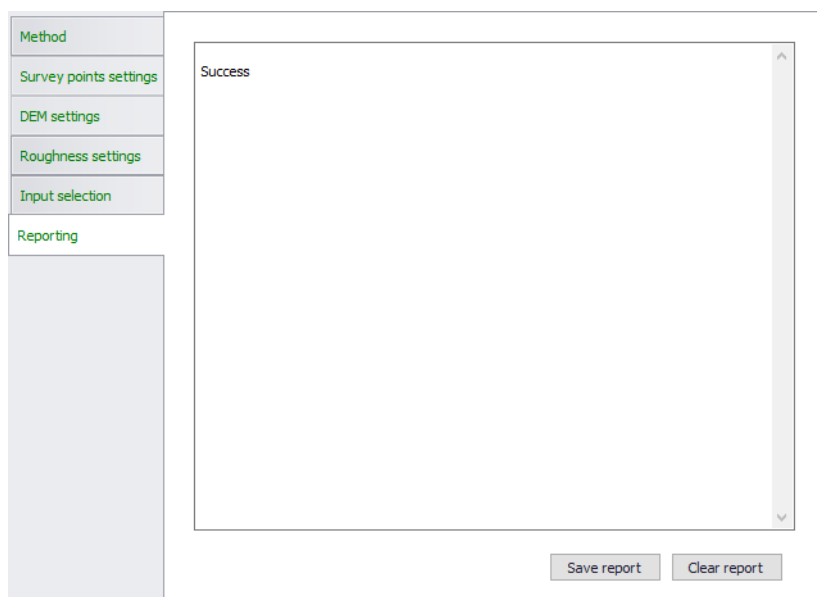 Method
Survey points settings
DEM settings
Roughness settings
Input selection
Reporting
Success
Save report
Clear report